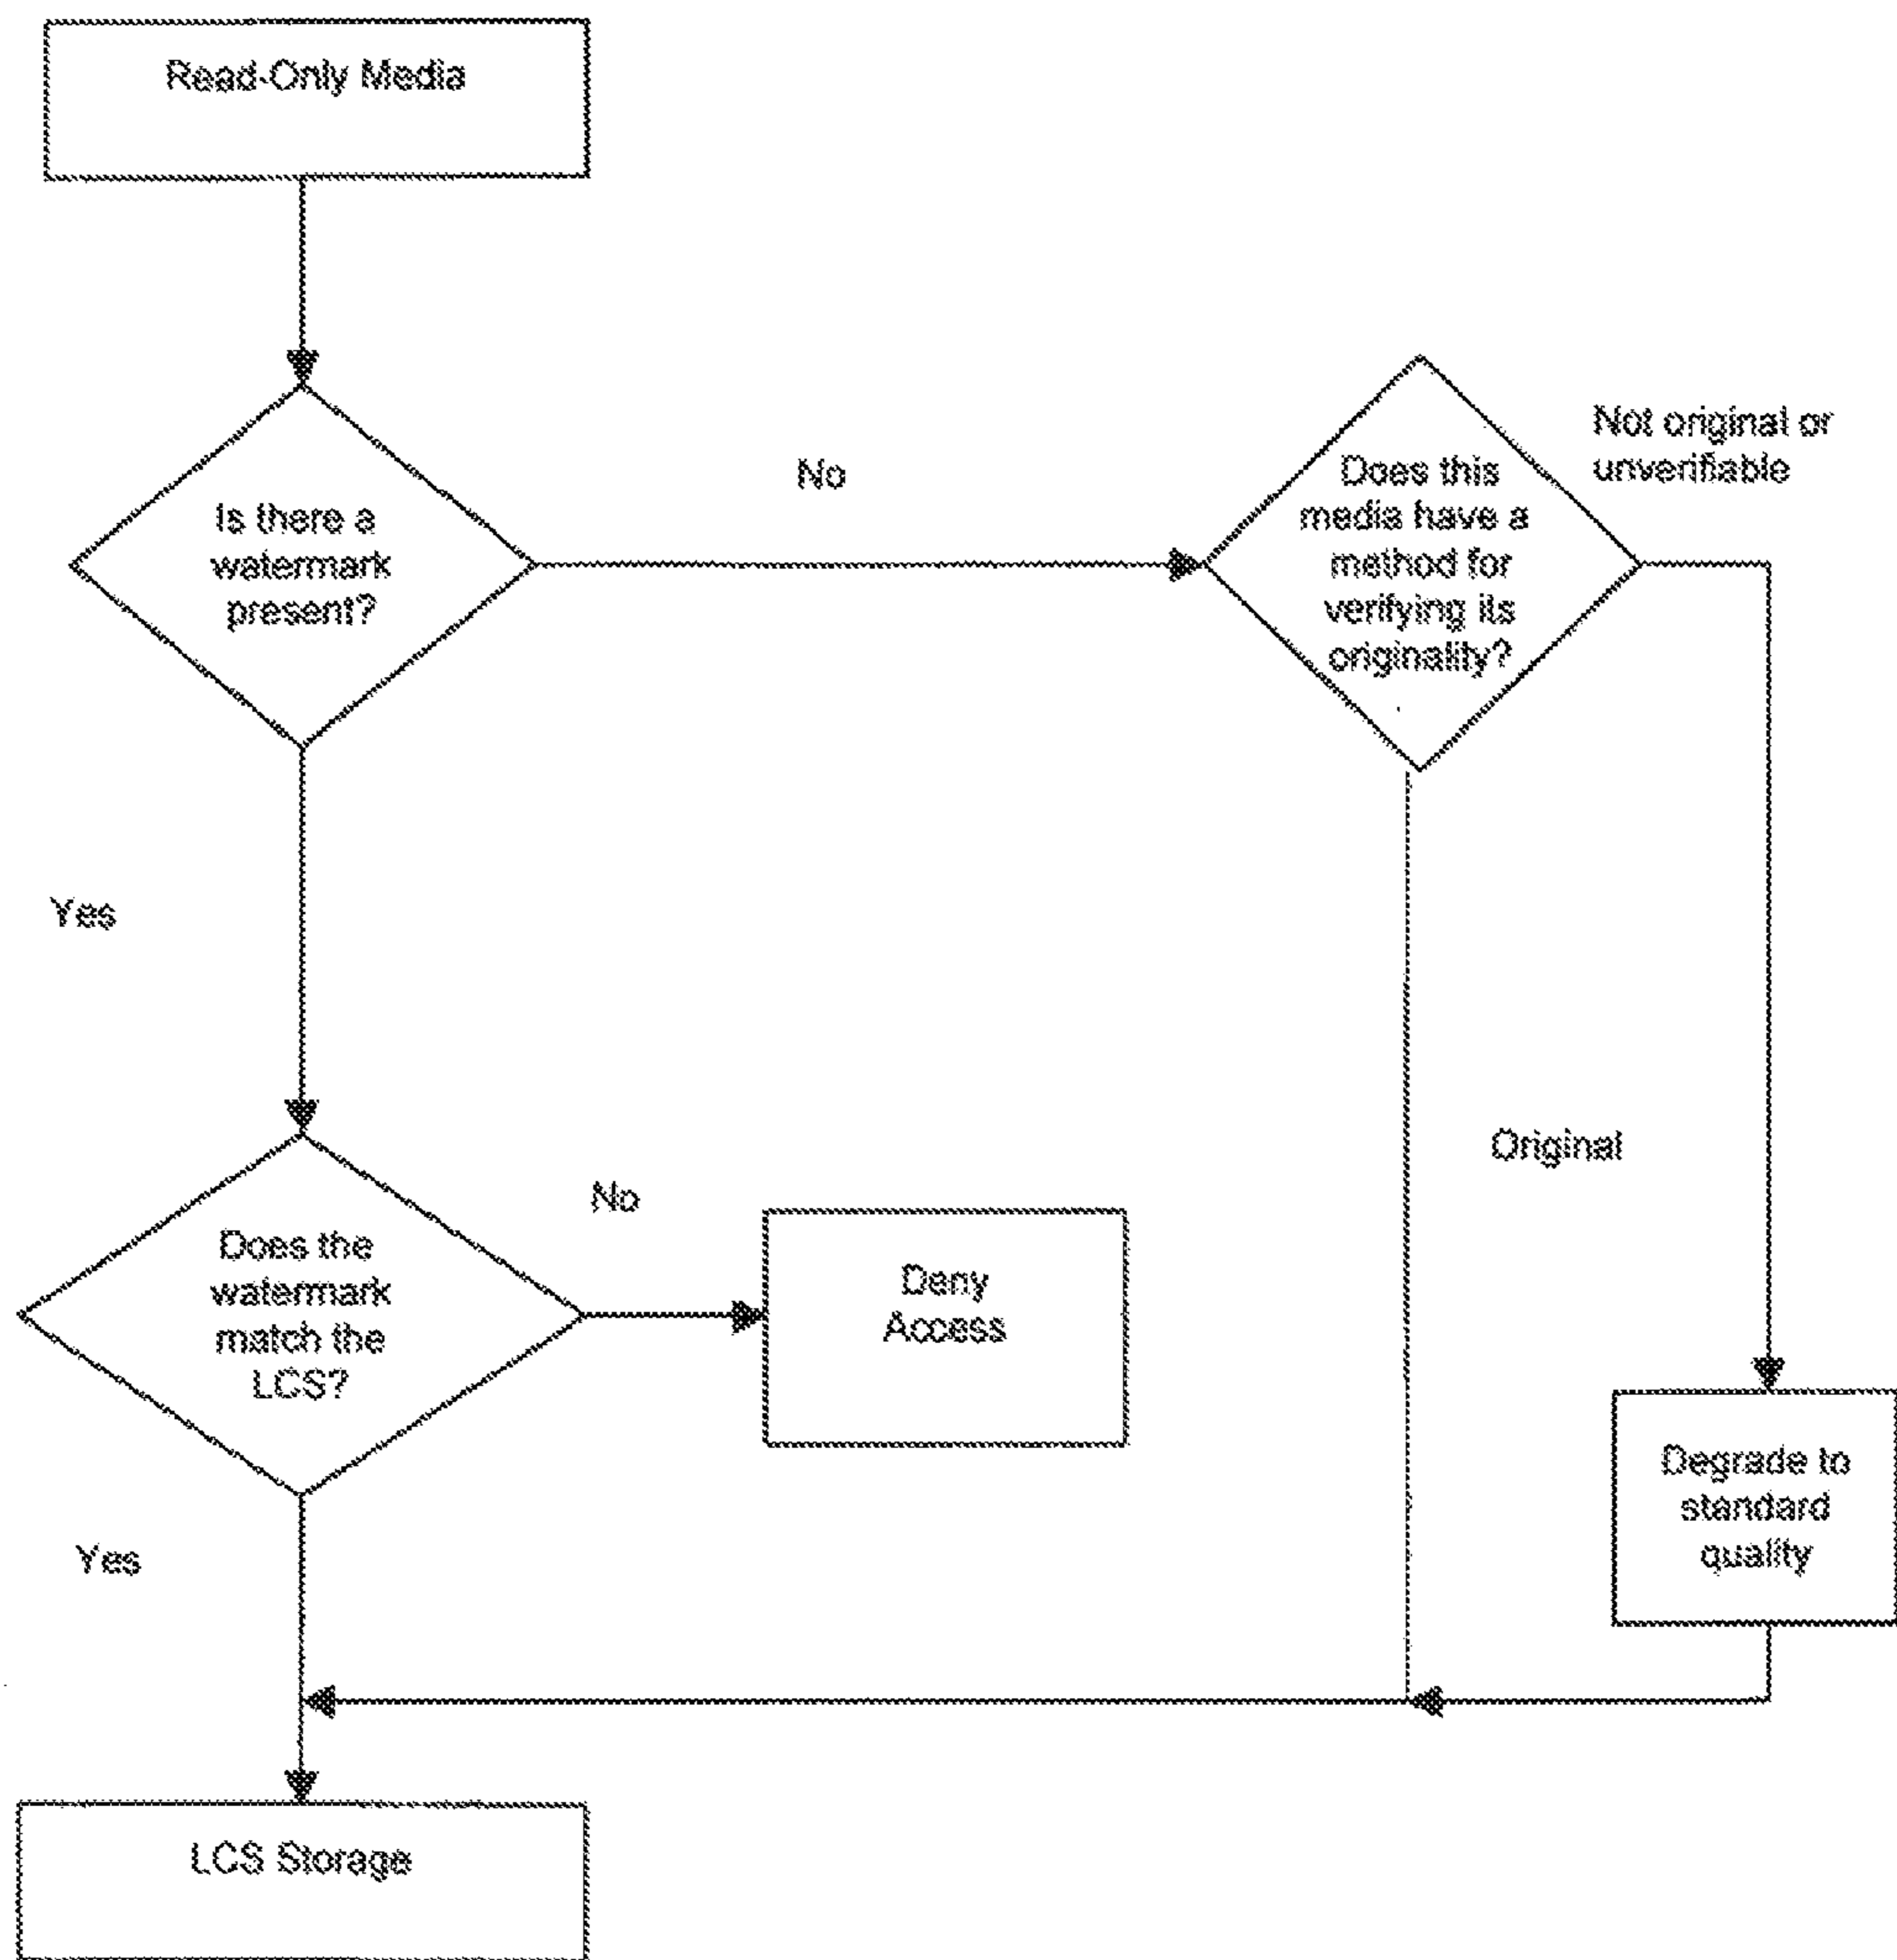 Read-Only Media
Is there a
watermark
present?
No
Does this
media have a
method for
verifying its
originality?
Not original or
unverifiable
Yes
Original
Does the
watermark
match the
LCS?
No
Deny
Access
Degrade to
standard
quality
Yes
LCS Storage